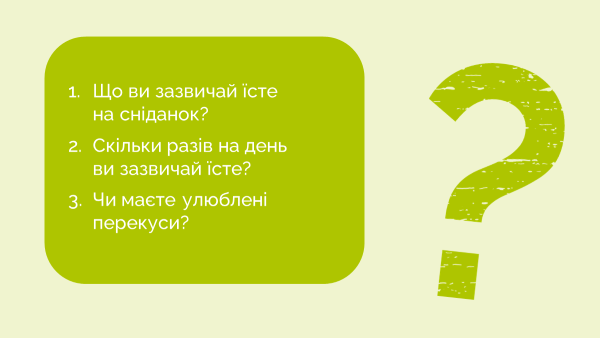 1. Що ви зазвичай їсте
на сніданок?
2. Скільки разів на день
ви зазвичай їсте?
3. Чи маєте улюблені
перекуси?
?